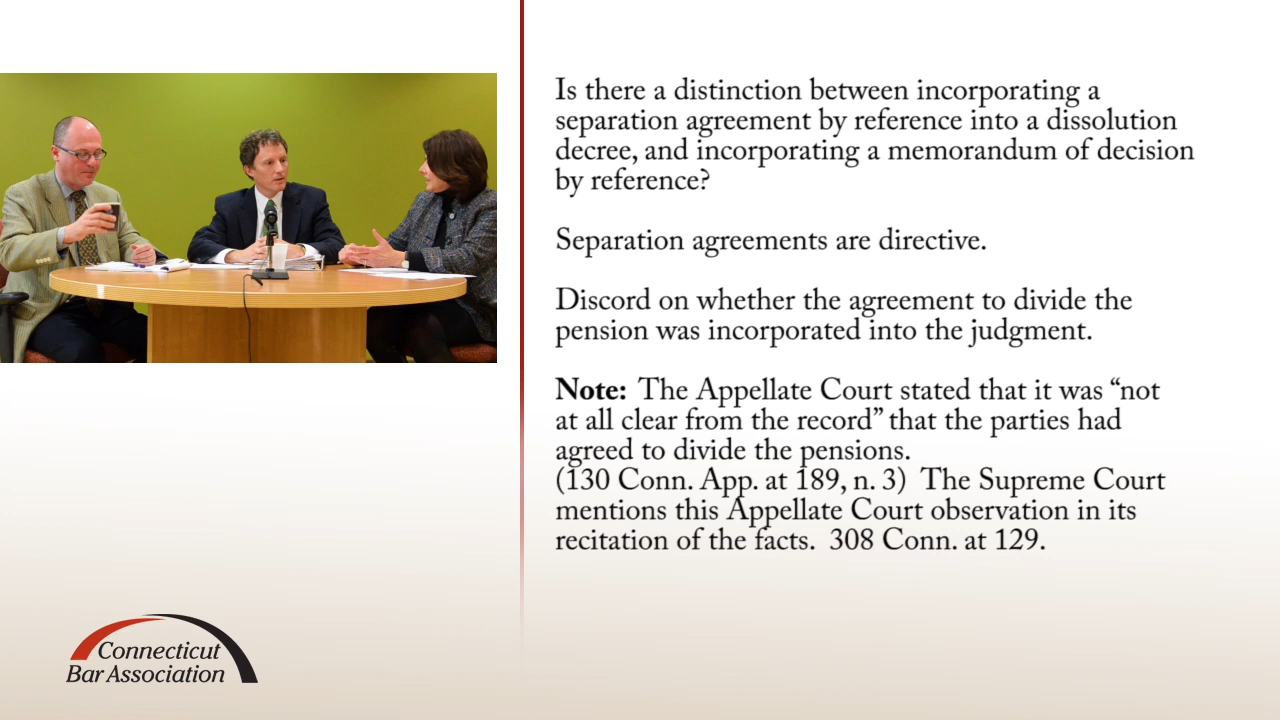 Is there a distinction between incorporating a
separation agreement by reference into a dissolution
decree, and incorporating a memorandum of decision
by reference?
Separation agreements are directive.
Discord on whether the agreement to divide the
pension was incorporated into the judgment.
Note: The Appellate Court stated that it was “not
at all clear from the record” that the parties had
agreed to divide the pensions.
(130 Conn. App. at 189, n. 3) The Supreme Court
mentions this Appellate Court observation in its
recitation of the facts. 308 Conn. at 129.
Connecticut
Bar Association